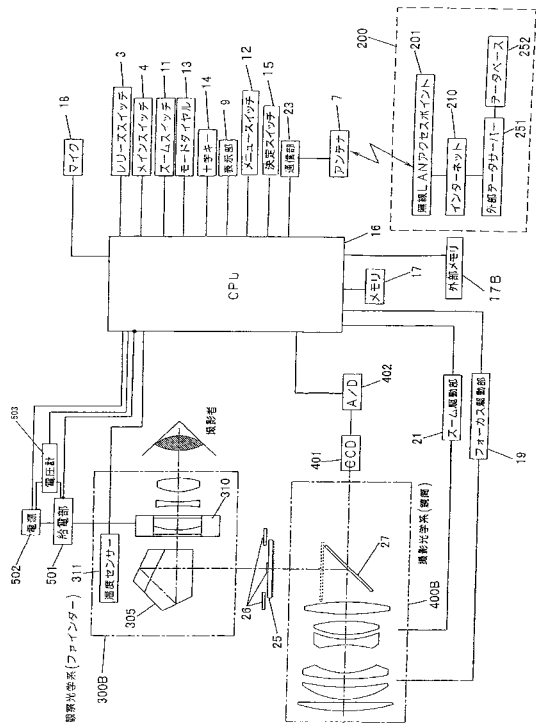 マイク
18
レリーズスイッチ
3
メインスイッチ
4
ズームスイッチ
11
モードダイヤル
13
十字キー
14
表示部
9
メニュースイッチ
12
決定スイッチ
15
通信部
23
アンテナ
7
200
無線LANアクセスポイント
201
インターネット
210
外部データサーバー
251
データベース
252
CPU
16
メモリ
17
外部メモリ
17B
観察光学系(ファインダー)
502
電源
503
電圧計
501
給電部
311
温度センサー
305
300B
310
撮影者
26
25
401
CCD
402
A/D
21
ズーム駆動部
フォーカス駆動部
19
撮影光学系(鏡筒)
400B
27